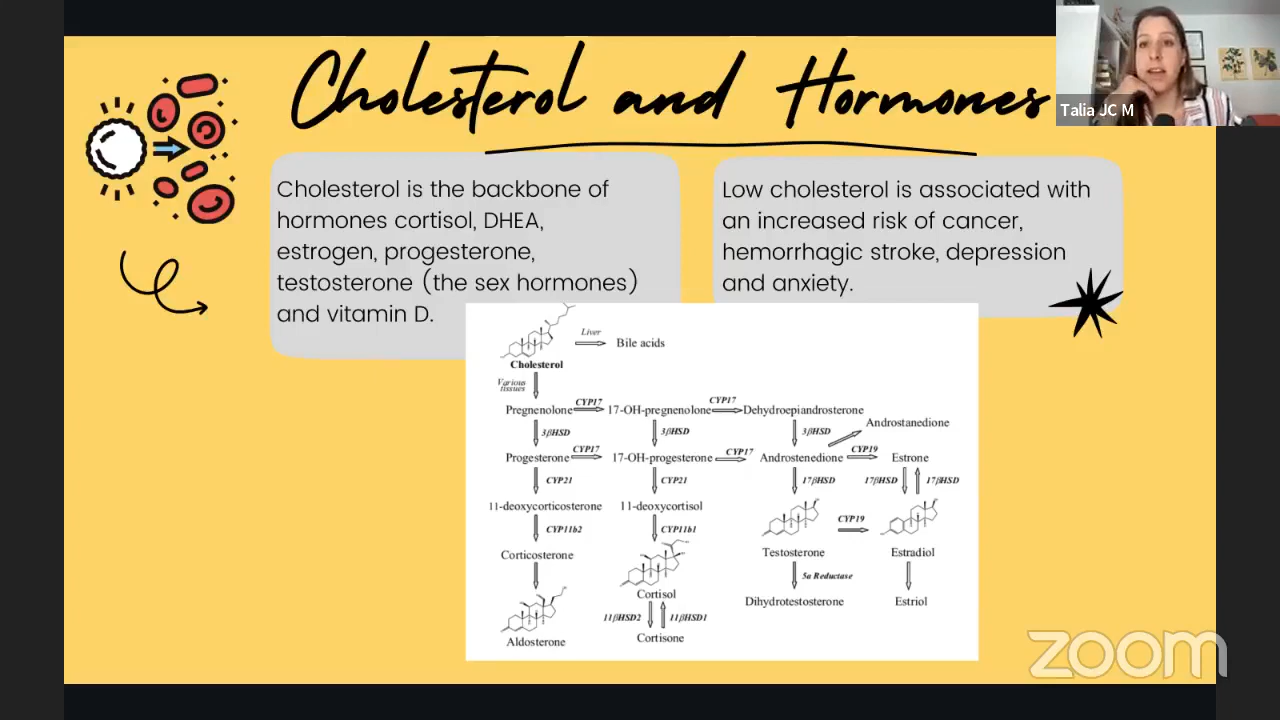 Cholesterol and Hormones
Talia JC M
Cholesterol is the backbone of
hormones cortisol, DHEA,
estrogen, progesterone,
testosterone (the sex hormones)
and vitamin D.
Low cholesterol is associated with
an increased risk of cancer,
hemorrhagic stroke, depression
and anxiety.
Liver
Bile acids
Cholesterol
Various
tissues
CYP17
CYP17
Pregnenolone
17-OH-pregnenolone
Dehydroepiandrosterone
Androstanedione
3βHSD
3βHSD
3βHSD
CYP17
CYP17
CYP19
Progesterone
17-OH-progesterone
Androstenedione
Estrone
CYP21
CYP21
17βHSD
17βHSD
17βHSD
11-deoxycorticosterone
11-deoxycortisol
CYP11b2
CYP11b1
CYP19
Corticosterone
Testosterone
Estradiol
5α Reductase
Cortisol
Dihydrotestosterone
Estriol
11βHSD2
11βHSD1
Aldosterone
Cortisone
zoom